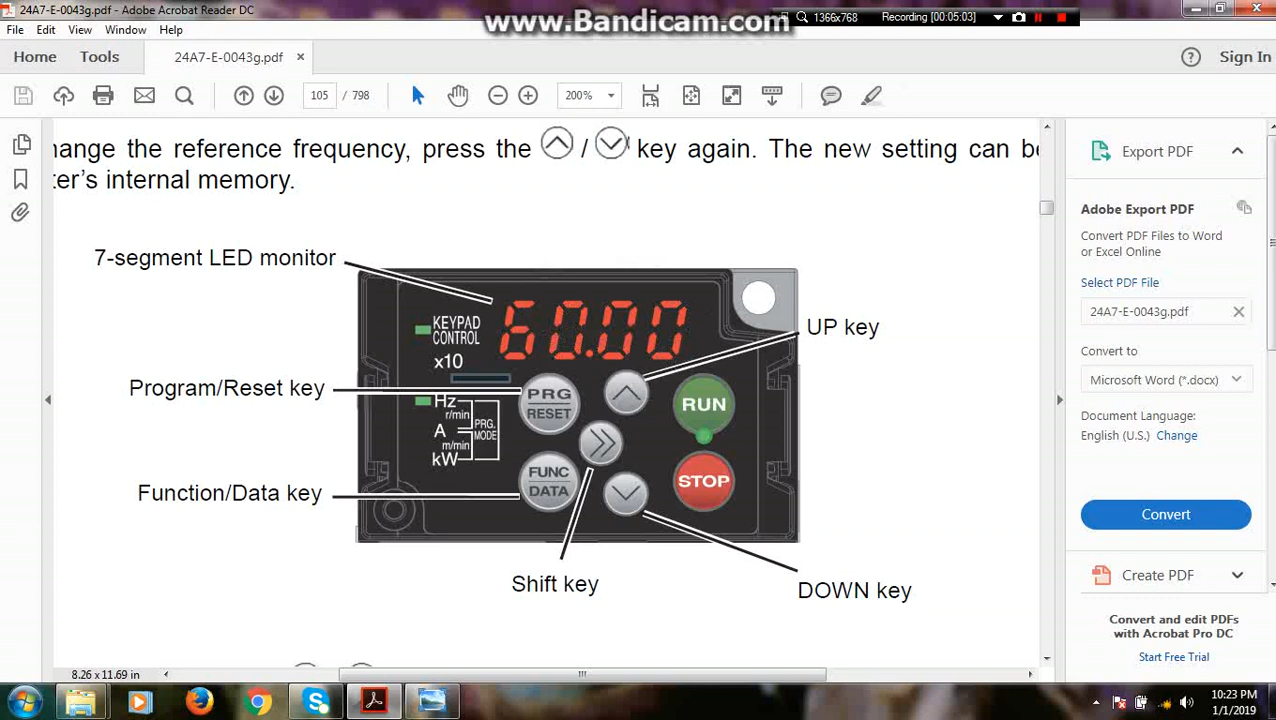 24A7-E-0043g.pdf - Adobe Acrobat Reader DC
www.Bandicam.com
1366x768
Recording [00:05:03]
File Edit View Window Help
Home Tools 24A7-E-0043g.pdf × Sign In
105 / 798 200%
hange the reference frequency, press the / key again. The new setting can be
ter's internal memory.
7-segment LED monitor
60.00
KEYPAD
CONTROL
x10
UP key
Program/Reset key
PRG
RESET
RUN
Hz
r/min
A
m/min
kW
PRG.
MODE
Function/Data key
FUNC
DATA
STOP
Shift key
DOWN key
Export PDF
Adobe Export PDF
Convert PDF Files to Word
or Excel Online
Select PDF File
24A7-E-0043g.pdf
Convert to
Microsoft Word (*.docx)
Document Language:
English (U.S.) Change
Convert
Create PDF
Convert and edit PDFs
with Acrobat Pro DC
Start Free Trial
8.26 x 11.69 in
10:23 PM
1/1/2019